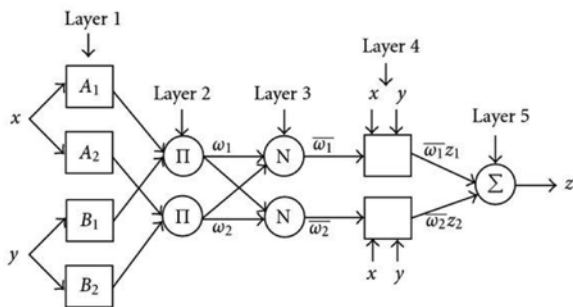 Layer 1
Layer 4
A₁
Layer 2
Layer 3
x y
Layer 5
x
ω₁
ω̅₁
ω̅₁z₁
Π
N
A₂
Σ
z
B₁
Π
N
ω₂
ω̅₂
ω̅₂z₂
y
B₂
x y